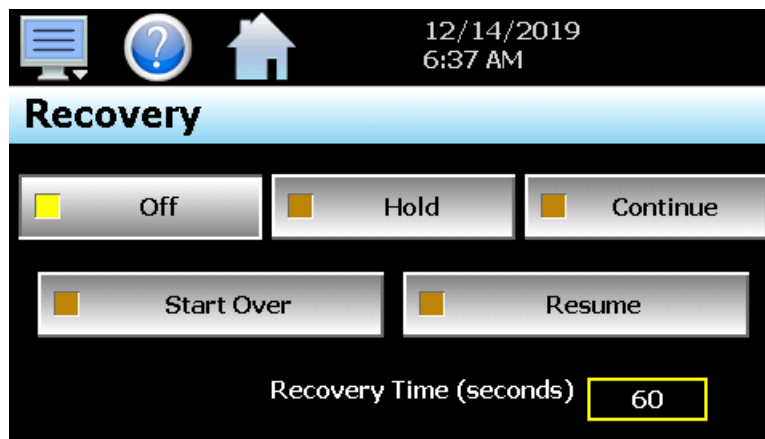 ?
12/14/2019
6:37 AM
Recovery
Off
Hold
Continue
Start Over
Resume
Recovery Time (seconds) 60